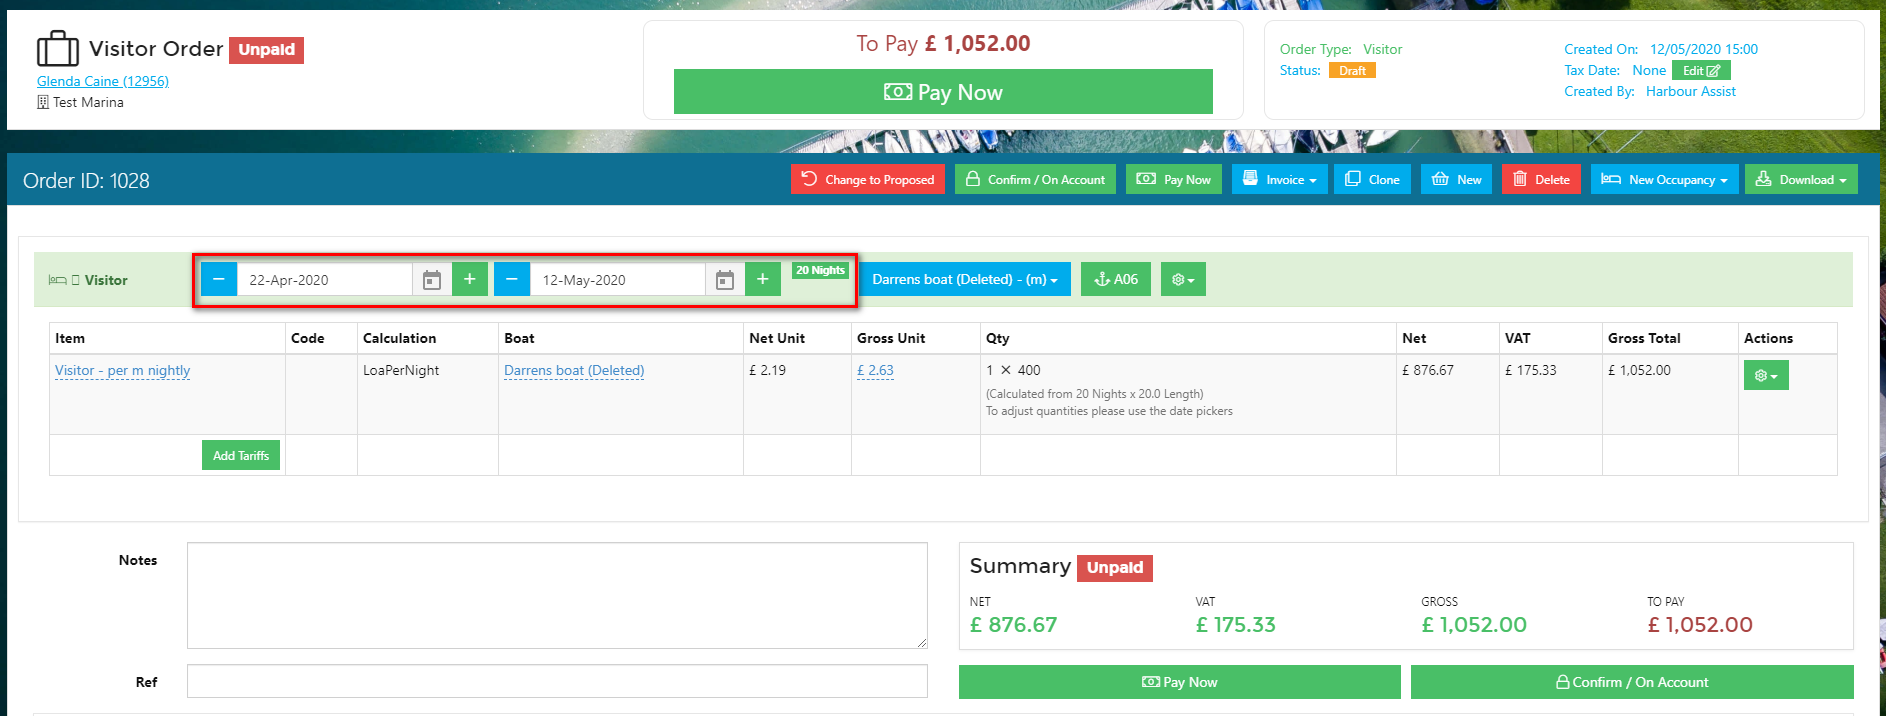 Visitor Order Unpaid
Glenda Caine (12956)
Test Marina
To Pay £ 1,052.00
Pay Now
Order Type: Visitor
Status: Draft
Created On: 12/05/2020 15:00
Tax Date: None Edit
Created By: Harbour Assist
Order ID: 1028
Change to Proposed
Confirm / On Account
Pay Now
Invoice
Clone
New
Delete
New Occupancy
Download
Visitor
− 22-Apr-2020 +
− 12-May-2020 +
20 Nights
Darrens boat (Deleted) - (m)
A06
Item Code Calculation Boat Net Unit Gross Unit Qty Net VAT Gross Total Actions
Visitor - per m nightly LoaPerNight Darrens boat (Deleted) £ 2.19 £ 2.63 1 × 400 £ 876.67 £ 175.33 £ 1,052.00
(Calculated from 20 Nights x 20.0 Length)
To adjust quantities please use the date pickers
Add Tariffs
Notes
Ref
Summary Unpaid
NET VAT GROSS TO PAY
£ 876.67 £ 175.33 £ 1,052.00 £ 1,052.00
Pay Now
Confirm / On Account